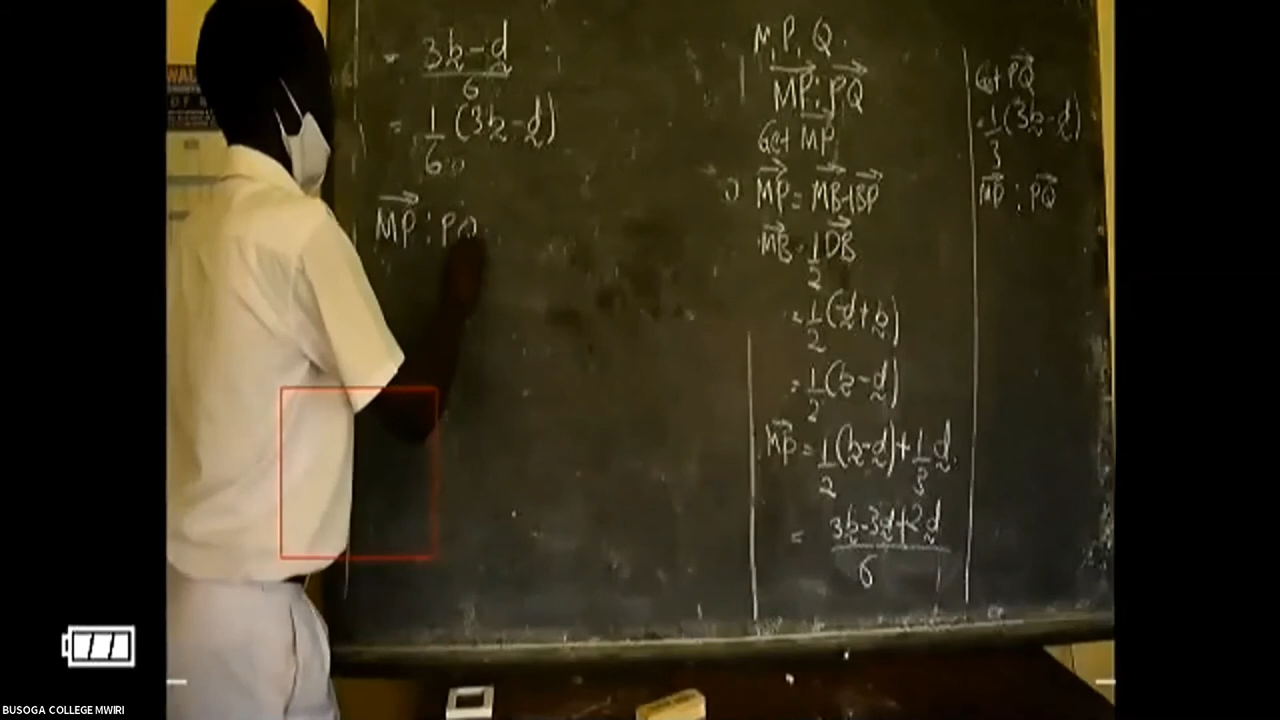 = 3b - d
6
= 1/6 (3b - d)
MP : PQ
M, P, Q.
MP : PQ
Get MP
MP = MB + BP
MB = 1/2 DB
= 1/2 (-d + b)
= 1/2 (b - d)
MP = 1/2 (b - d) + 1/3 d
= 3b - 3d + 2d
6
Get PQ
= 1/3 (3b - d)
MP : PQ
WAL
BUSOGA COLLEGE MWIRI